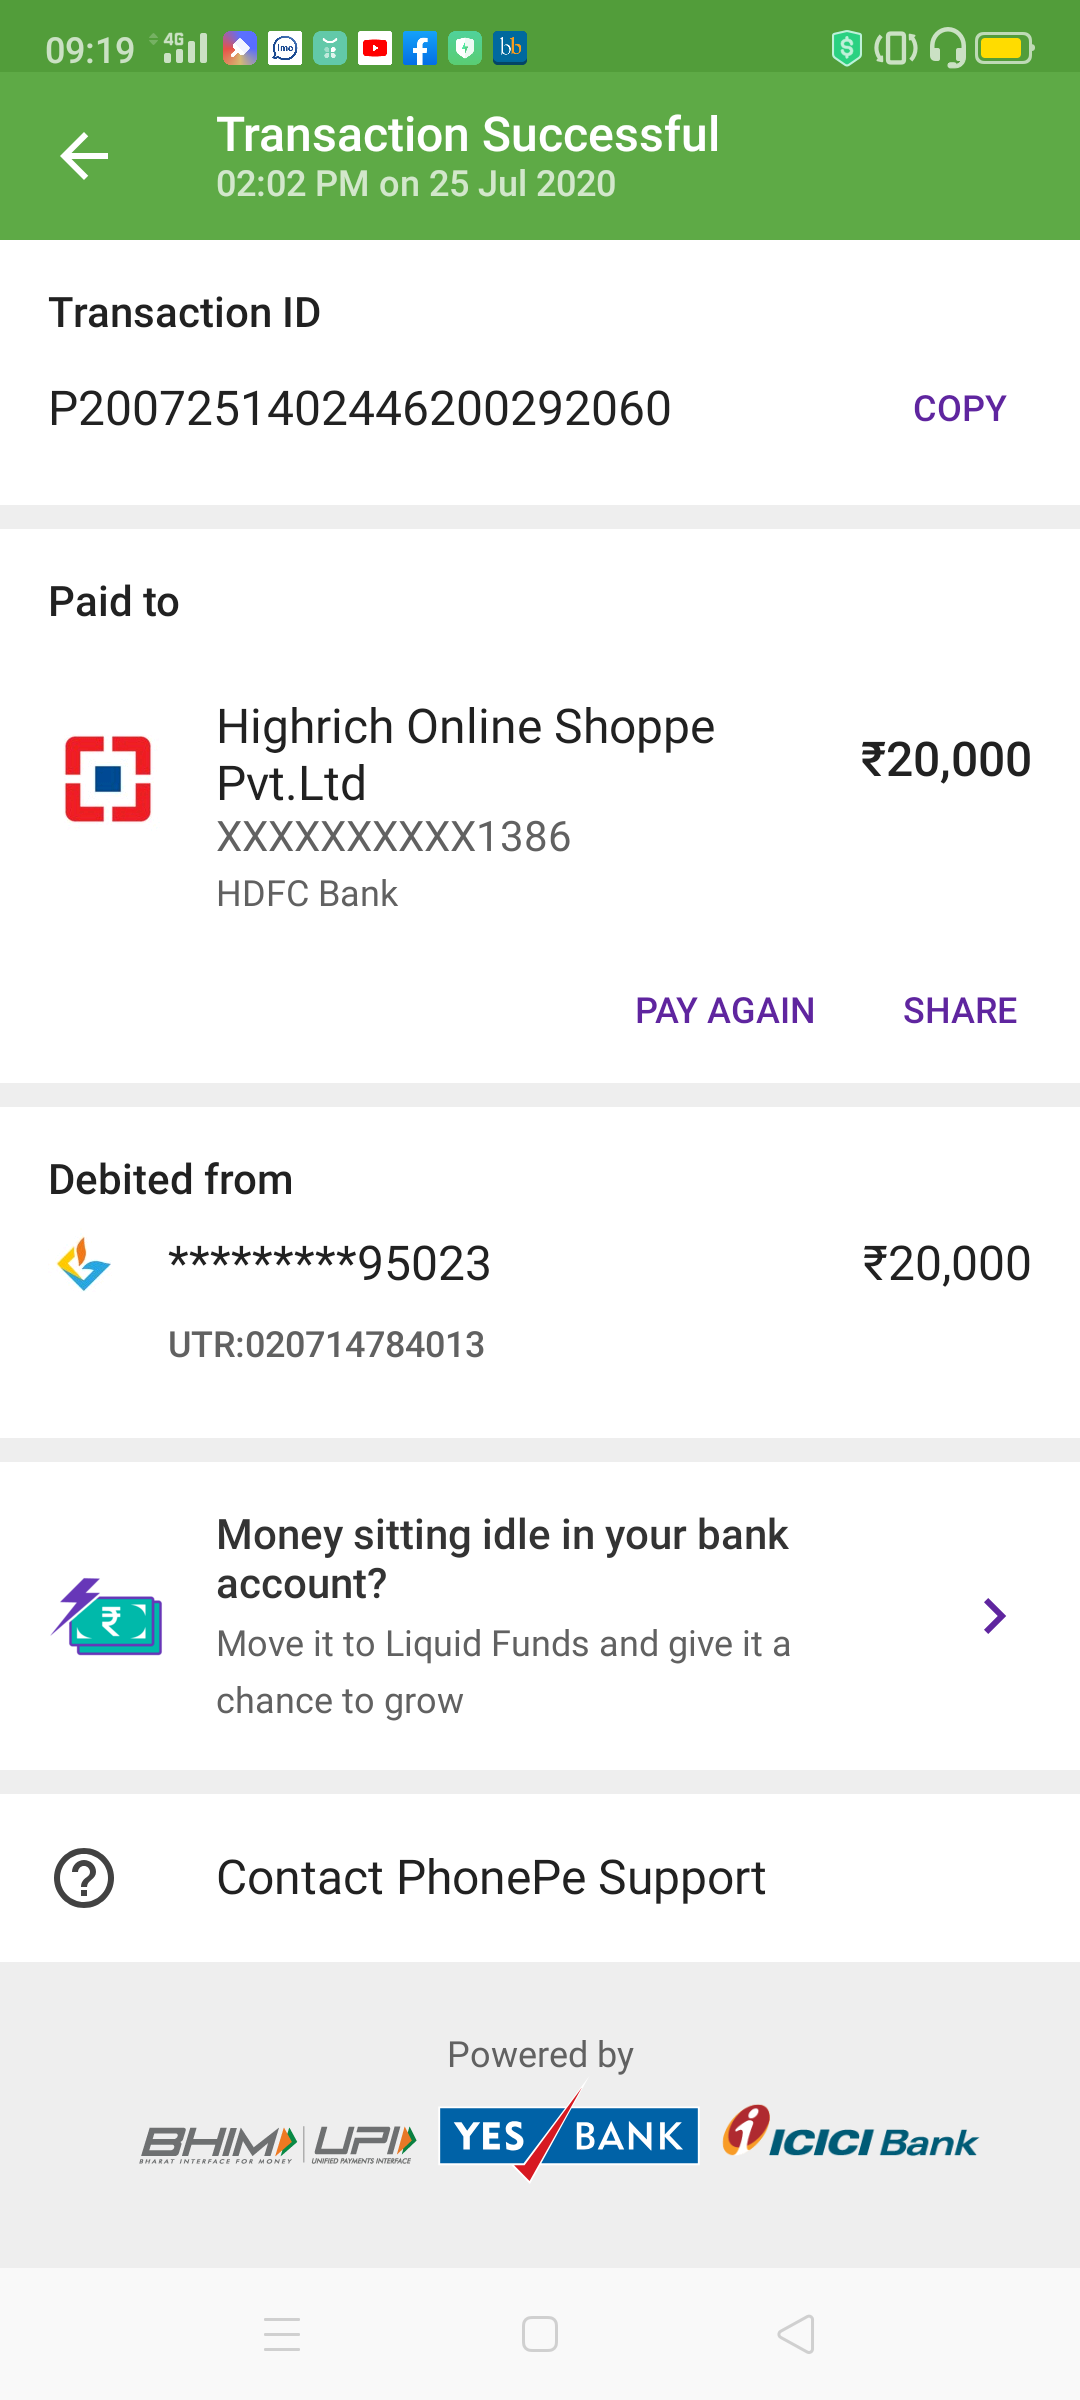 09:19 4G imo bb $
Transaction Successful
02:02 PM on 25 Jul 2020
Transaction ID
P2007251402446200292060 COPY
Paid to
Highrich Online Shoppe
Pvt.Ltd
₹20,000
XXXXXXXXXX1386
HDFC Bank
PAY AGAIN SHARE
Debited from
*********95023 ₹20,000
UTR:020714784013
Money sitting idle in your bank
account?
₹
Move it to Liquid Funds and give it a
chance to grow
Contact PhonePe Support
Powered by
BHIM UPI YES BANK ICICI Bank
BHARAT INTERFACE FOR MONEY UNIFIED PAYMENTS INTERFACE